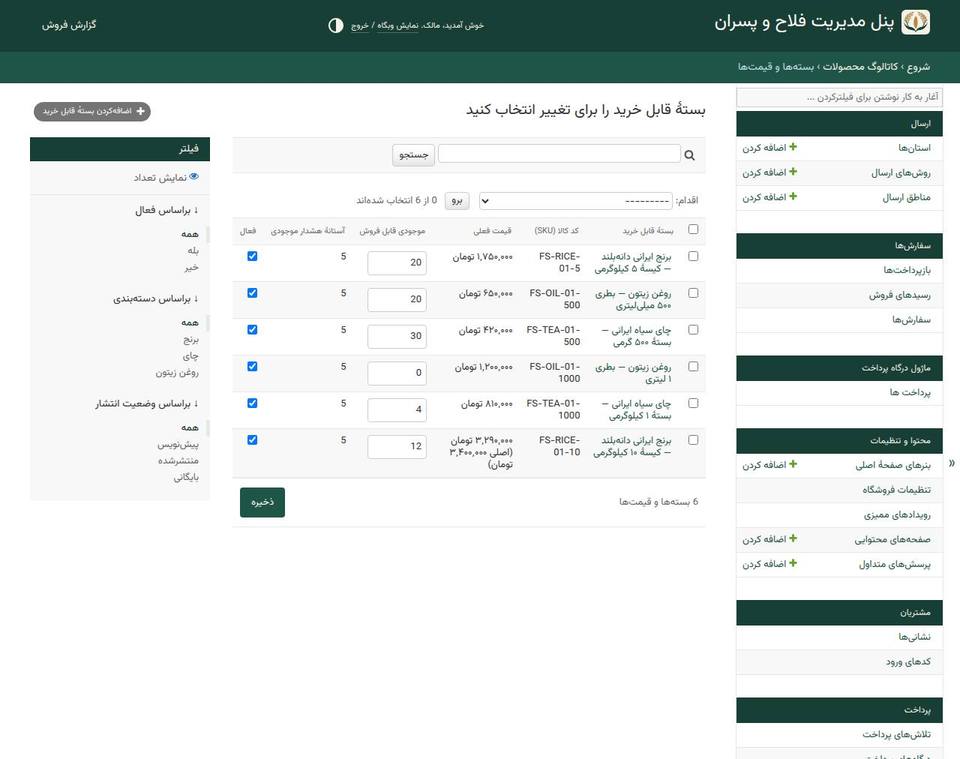 پنل مدیریت فلاح و پسران
خوش آمدید، مالک. نمایش وبگاه / خروج
گزارش فروش
شروع › کاتالوگ محصولات › بسته‌ها و قیمت‌ها
آغار به کار نوشتن برای فیلترکردن ...
ارسال
استان‌ها اضافه کردن
روش‌های ارسال اضافه کردن
مناطق ارسال اضافه کردن
سفارش‌ها
بازپرداخت‌ها
رسیدهای فروش
سفارش‌ها
ماژول درگاه پرداخت
پرداخت ها
محتوا و تنظیمات
بنرهای صفحهٔ اصلی اضافه کردن
تنظیمات فروشگاه
رویدادهای ممیزی
صفحه‌های محتوایی اضافه کردن
پرسش‌های متداول اضافه کردن
مشتریان
نشانی‌ها
کدهای ورود
پرداخت
تلاش‌های پرداخت
«
بستهٔ قابل خرید را برای تغییر انتخاب کنید
اضافه‌کردن بستهٔ قابل خرید
جستجو
اقدام: --------- برو 0 از 6 انتخاب شده‌اند
بستهٔ قابل خرید کد کالا (SKU) قیمت فعلی موجودی قابل فروش آستانهٔ هشدار موجودی فعال
برنج ایرانی دانه‌بلند FS-RICE- ۱,۷۵۰,۰۰۰ تومان 20 5
— کیسهٔ ۵ کیلوگرمی 01-5
روغن زیتون — بطری FS-OIL-01- ۶۵۰,۰۰۰ تومان 20 5
۵۰۰ میلی‌لیتری 500
چای سیاه ایرانی — FS-TEA-01- ۴۲۰,۰۰۰ تومان 30 5
بستهٔ ۵۰۰ گرمی 500
روغن زیتون — بطری FS-OIL-01- ۱,۲۰۰,۰۰۰ تومان 0 5
۱ لیتری 1000
چای سیاه ایرانی — FS-TEA-01- ۸۱۰,۰۰۰ تومان 4 5
بستهٔ ۱ کیلوگرمی 1000
برنج ایرانی دانه‌بلند FS-RICE- ۳,۲۹۰,۰۰۰ تومان 12 5
— کیسهٔ ۱۰ کیلوگرمی 01-10 (اصلی ۳,۴۰۰,۰۰۰
تومان)
6 بسته‌ها و قیمت‌ها
ذخیره
فیلتر
نمایش تعداد
↓ براساس فعال
همه
بله
خیر
↓ براساس دسته‌بندی
همه
برنج
چای
روغن زیتون
↓ براساس وضعیت انتشار
همه
پیش‌نویس
منتشرشده
بایگانی